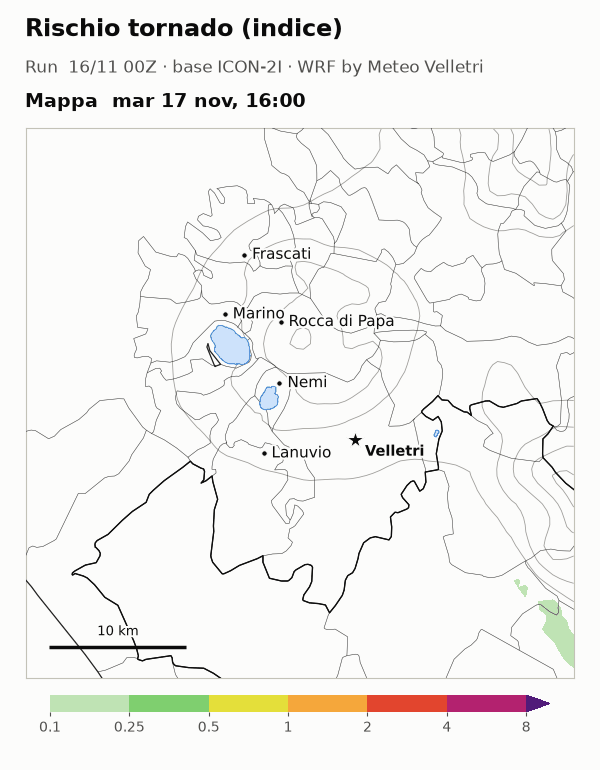 Rischio tornado (indice)
Run 16/11 00Z · base ICON-2I · WRF by Meteo Velletri
Mappa mar 17 nov, 16:00
Frascati
Marino
Rocca di Papa
Nemi
Velletri
Lanuvio
10 km
0.1 0.25 0.5 1 2 4 8